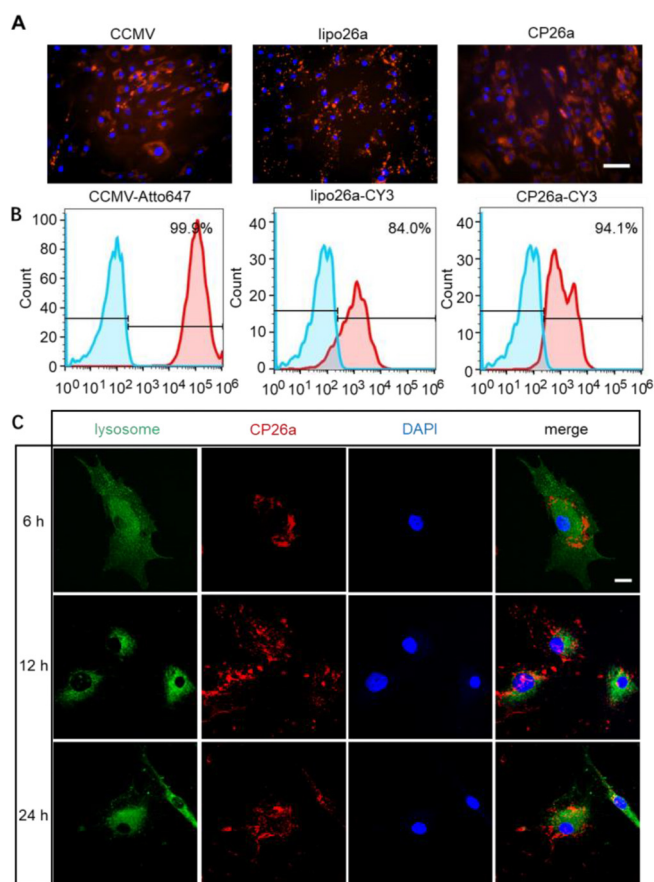 A
CCMV lipo26a CP26a
B
CCMV-Atto647 lipo26a-CY3 CP26a-CY3
99.9% 84.0% 94.1%
Count Count Count
100 80 60 40 20 0
40 30 20 10 0
40 30 20 10 0
10⁰ 10¹ 10² 10³ 10⁴ 10⁵ 10⁶ 10⁰ 10¹ 10² 10³ 10⁴ 10⁵ 10⁶ 10⁰ 10¹ 10² 10³ 10⁴ 10⁵ 10⁶
C
lysosome CP26a DAPI merge
6 h
12 h
24 h